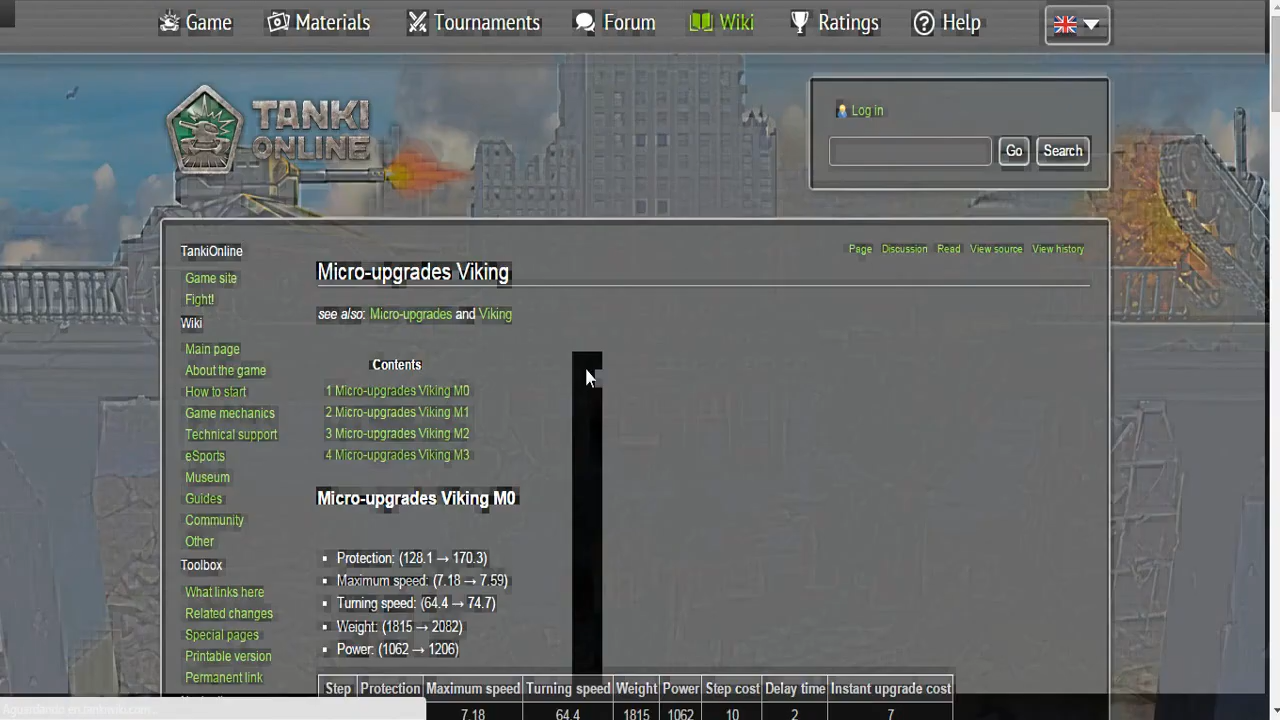 Game Materials Tournaments Forum Wiki Ratings Help
TANKI
ONLINE
Log in
Go Search
TankiOnline
Game site
Fight!
Wiki
Main page
About the game
How to start
Game mechanics
Technical support
eSports
Museum
Guides
Community
Other
Toolbox
What links here
Related changes
Special pages
Printable version
Permanent link
Page Discussion Read View source View history
Micro-upgrades Viking
see also: Micro-upgrades and Viking
Contents
1 Micro-upgrades Viking M0
2 Micro-upgrades Viking M1
3 Micro-upgrades Viking M2
4 Micro-upgrades Viking M3
Micro-upgrades Viking M0
Protection: (128.1 → 170.3)
Maximum speed: (7.18 → 7.59)
Turning speed: (64.4 → 74.7)
Weight: (1815 → 2082)
Power: (1062 → 1206)
Step Protection Maximum speed Turning speed Weight Power Step cost Delay time Instant upgrade cost
7.18 64.4 1815 1062 10 2 7